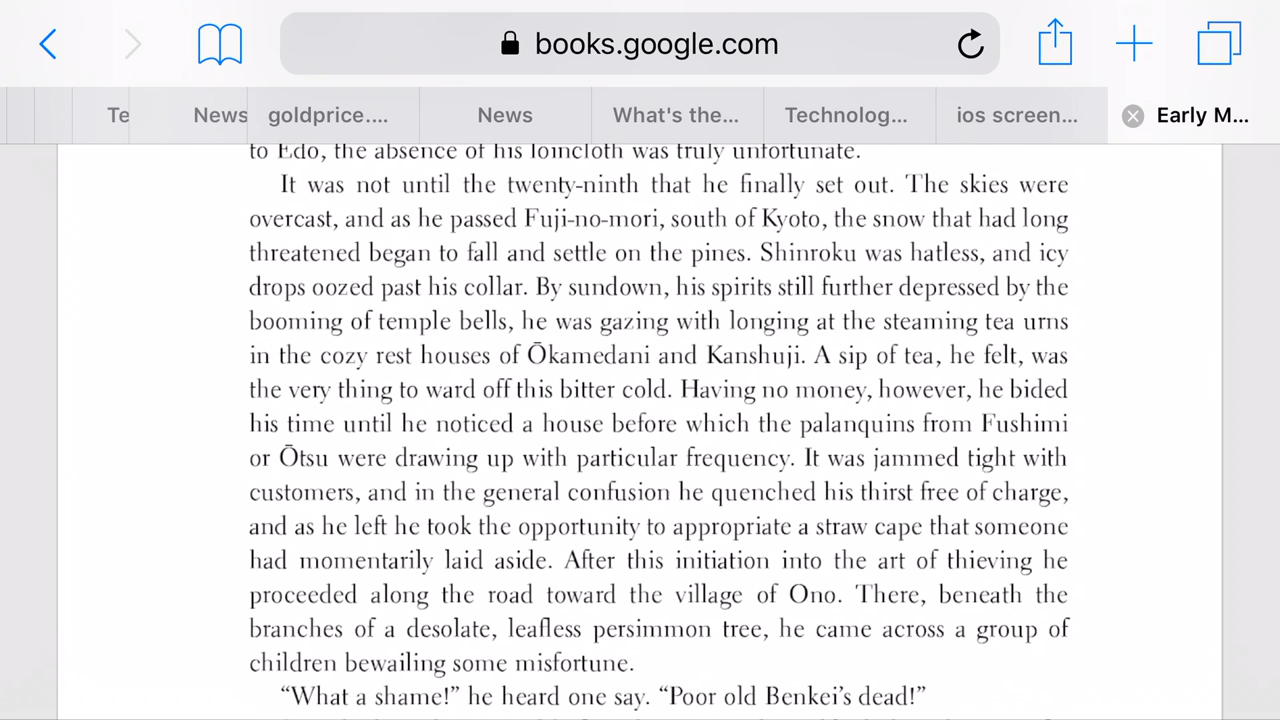 books.google.com
Te
News
goldprice....
News
What's the...
Technolog...
ios screen...
Early M...
to Edo, the absence of his loincloth was truly unfortunate.
It was not until the twenty-ninth that he finally set out. The skies were
overcast, and as he passed Fuji-no-mori, south of Kyoto, the snow that had long
threatened began to fall and settle on the pines. Shinroku was hatless, and icy
drops oozed past his collar. By sundown, his spirits still further depressed by the
booming of temple bells, he was gazing with longing at the steaming tea urns
in the cozy rest houses of Ōkamedani and Kanshuji. A sip of tea, he felt, was
the very thing to ward off this bitter cold. Having no money, however, he bided
his time until he noticed a house before which the palanquins from Fushimi
or Ōtsu were drawing up with particular frequency. It was jammed tight with
customers, and in the general confusion he quenched his thirst free of charge,
and as he left he took the opportunity to appropriate a straw cape that someone
had momentarily laid aside. After this initiation into the art of thieving he
proceeded along the road toward the village of Ono. There, beneath the
branches of a desolate, leafless persimmon tree, he came across a group of
children bewailing some misfortune.
“What a shame!” he heard one say. “Poor old Benkei’s dead!”